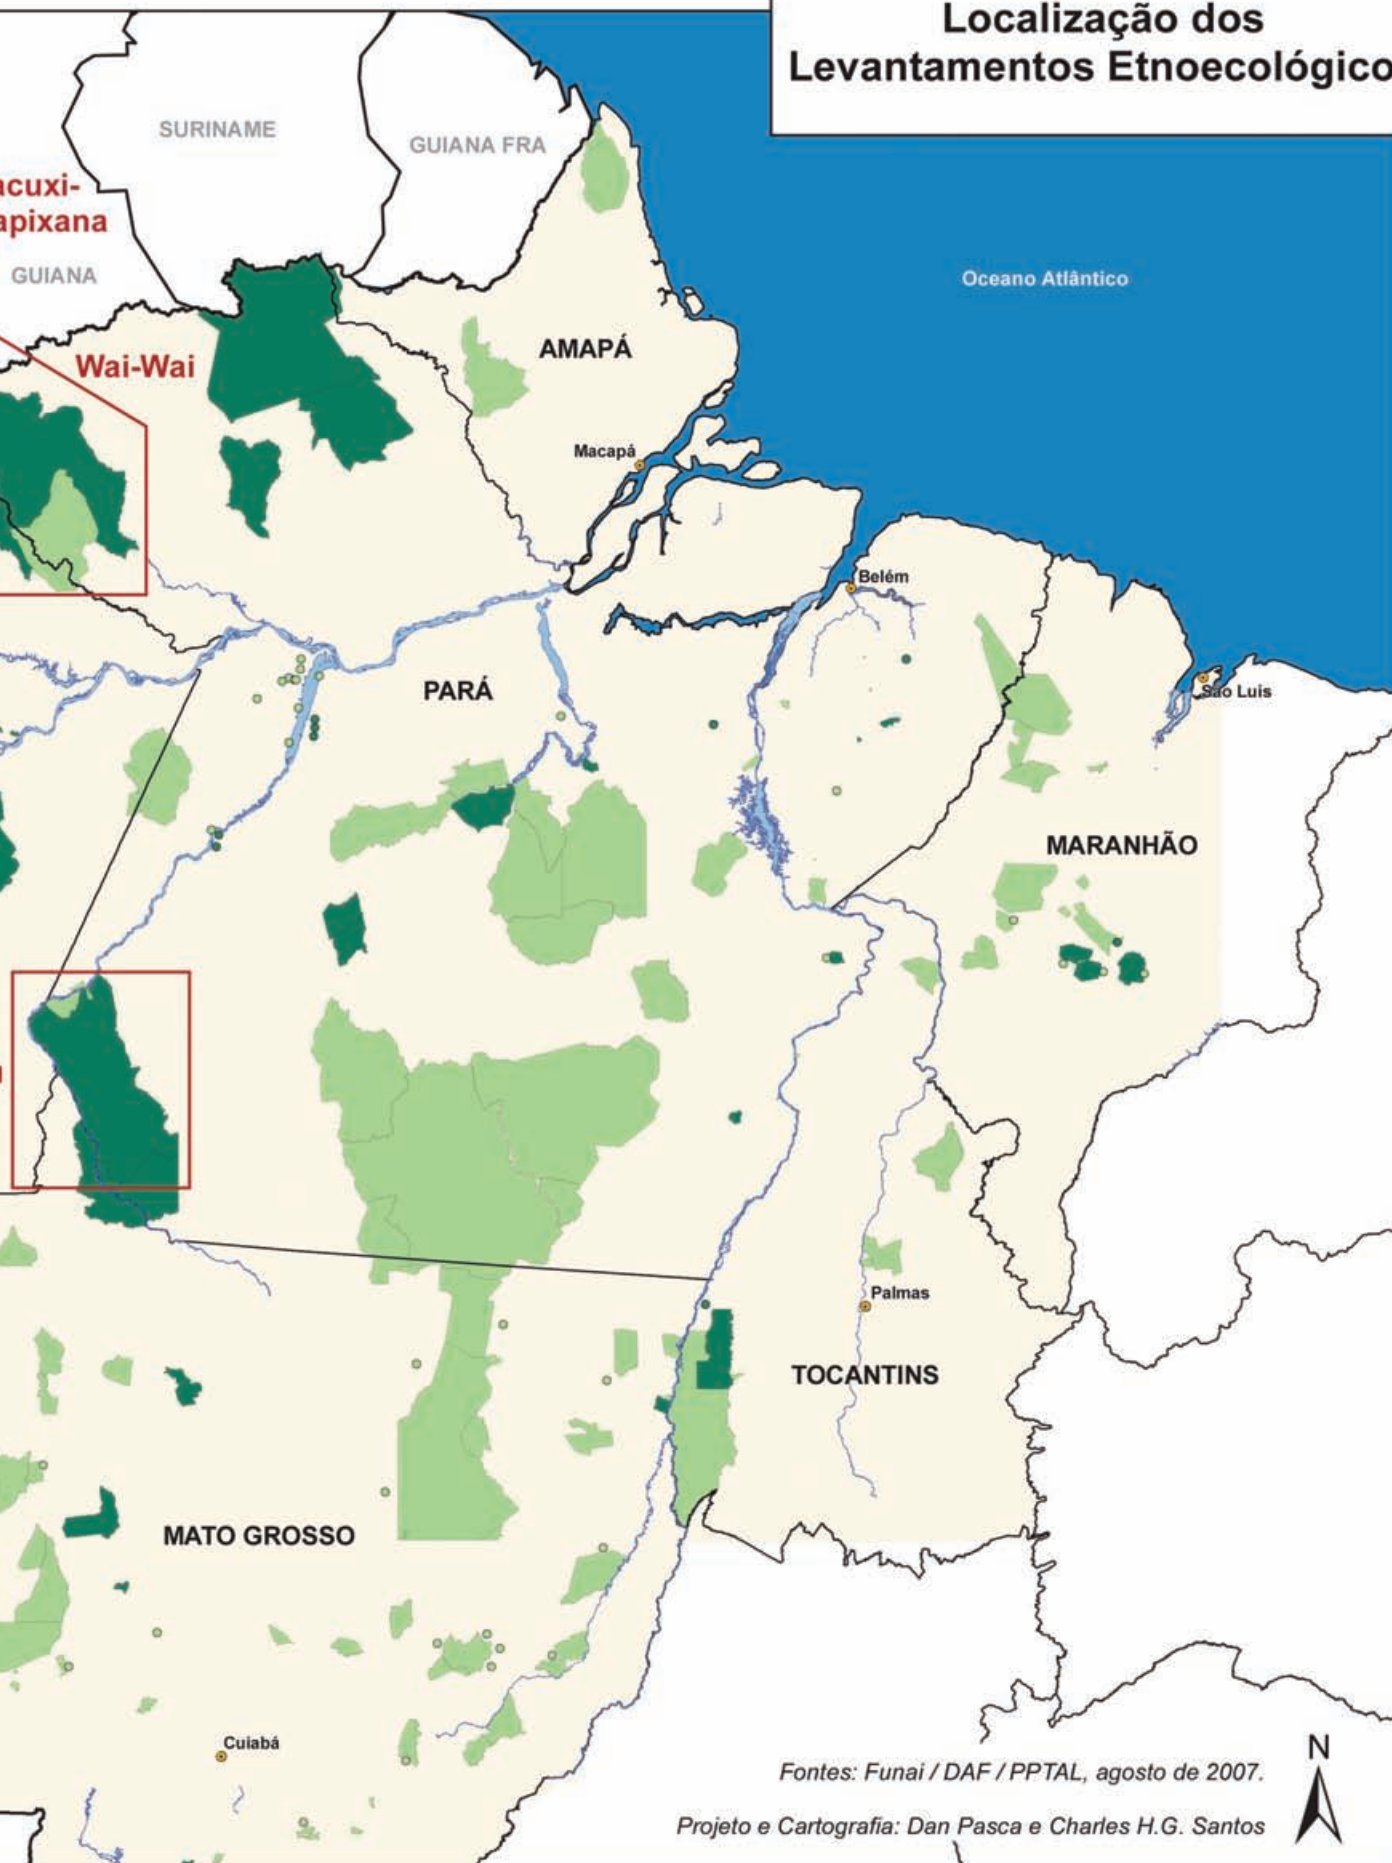 Localização dos
Levantamentos Etnoecológico
SURINAME
GUIANA FRA
acuxi-
apixana
GUIANA
Oceano Atlântico
AMAPÁ
Wai-Wai
Macapá
Belém
PARÁ
São Luis
MARANHÃO
Palmas
TOCANTINS
MATO GROSSO
Cuiabá
N
Fontes: Funai / DAF / PPTAL, agosto de 2007.
Projeto e Cartografia: Dan Pasca e Charles H.G. Santos